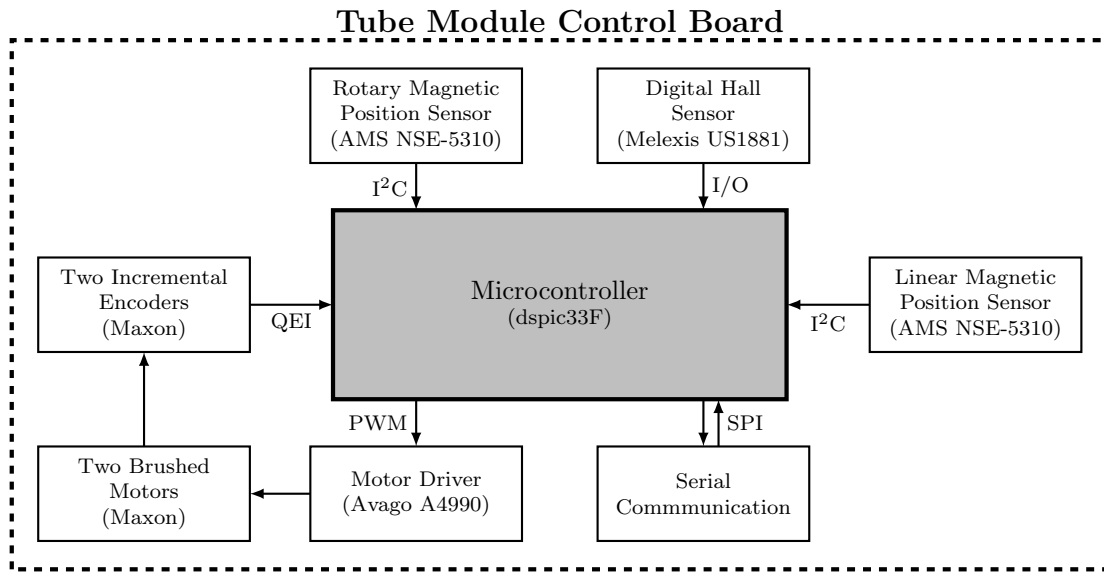 Tube Module Control Board
Rotary Magnetic
Position Sensor
(AMS NSE-5310)
Digital Hall
Sensor
(Melexis US1881)
I²C
I/O
Two Incremental
Encoders
(Maxon)
QEI
Microcontroller
(dspic33F)
I²C
Linear Magnetic
Position Sensor
(AMS NSE-5310)
PWM
SPI
Two Brushed
Motors
(Maxon)
Motor Driver
(Avago A4990)
Serial
Commmunication